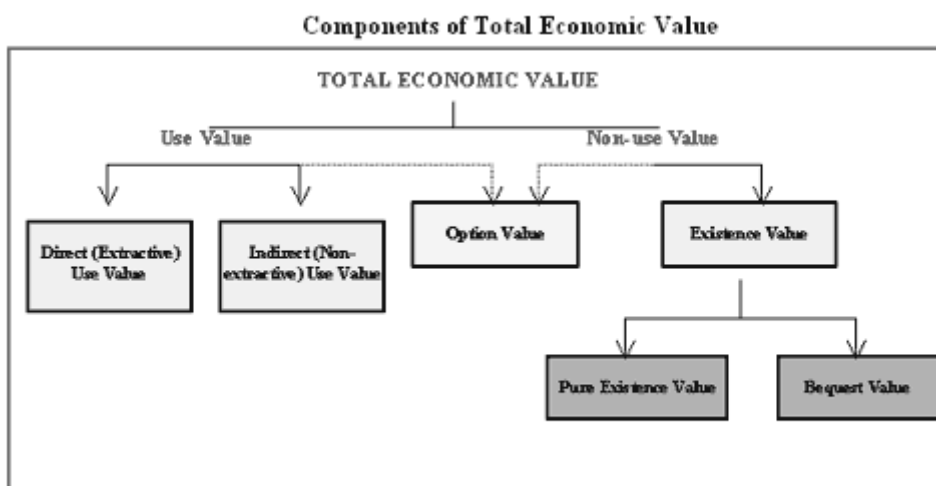 Components of Total Economic Value
TOTAL ECONOMIC VALUE
Use Value
Non-use Value
Direct (Extractive)
Use Value
Indirect (Non-
extractive) Use Value
Option Value
Existence Value
Pure Existence Value
Bequest Value